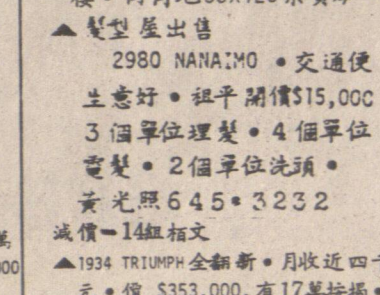 ▲髮型屋出售
2980 NANAIMO • 交通便
生意好 • 租平開價$15,000
3個單位理髮 • 4個單位
電髮 • 2個單位洗頭 •
黃光照645•3232
減價—14組柏文
▲1934 TRIUMPH全翻新 • 月收近四千
元 • 價 $353,000.有17萬按揭 •
萬
000